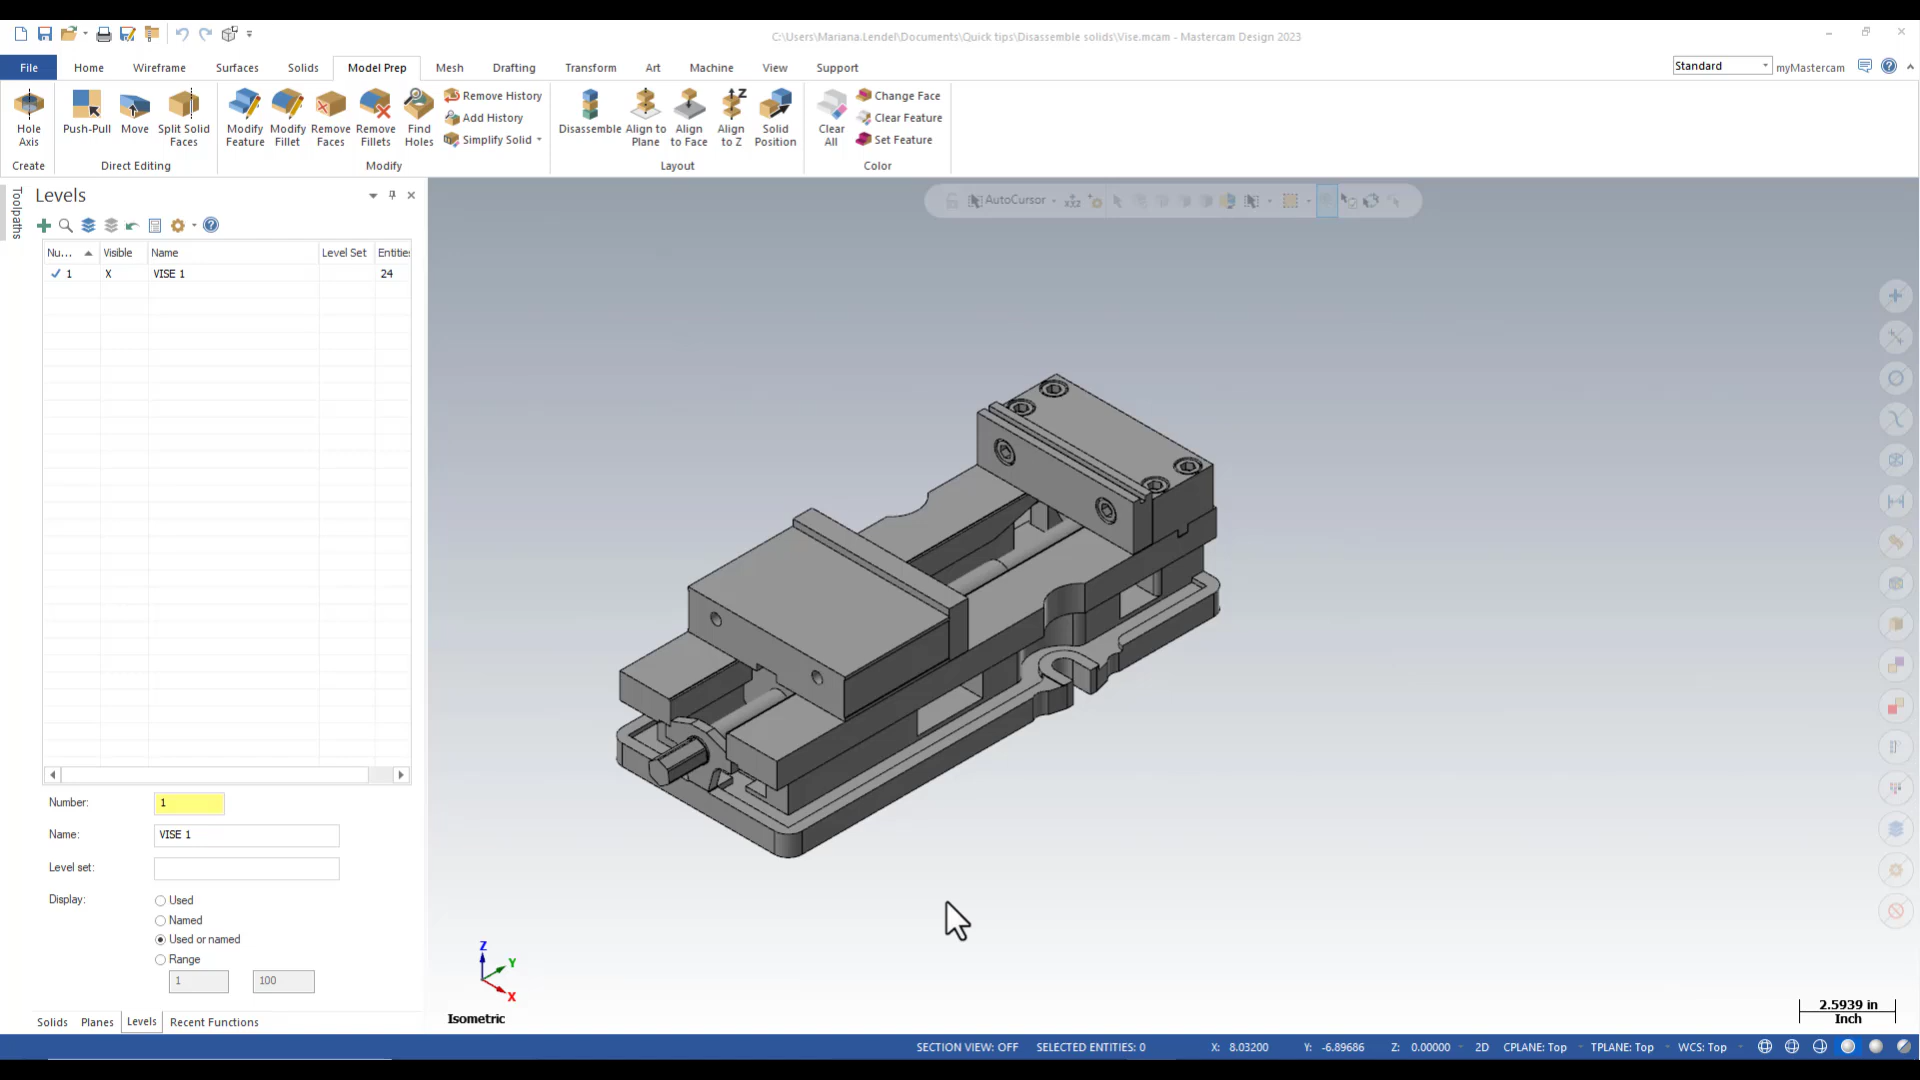 C:\Users\Mariana.Lendel\Documents\Quick tips\Disassemble solids\Vise.mcam - Mastercam Design 2023
File Home Wireframe Surfaces Solids Model Prep Mesh Drafting Transform Art Machine View Support Standard myMastercam
Hole Axis
Push-Pull
Move
Split Solid Faces
Modify Feature
Modify Fillet
Remove Faces
Remove Fillets
Find Holes
Remove History
Add History
Simplify Solid
Disassemble
Align to Plane
Align to Face
Z
Align to Z
Solid Position
Clear All
Change Face
Clear Feature
Set Feature
Create Direct Editing Modify Layout Color
Toolpaths
Levels
AutoCursor
Nu... Visible Name Level Set Entities
1 X VISE 1 24
Number: 1
Name: VISE 1
Level set:
Display: Used
Named
Used or named
Range
1 100
Z
Y
X
Isometric
2.5939 in
Inch
Solids Planes Levels Recent Functions
SECTION VIEW: OFF SELECTED ENTITIES: 0 X: 8.03200 Y: -6.89686 Z: 0.00000 2D CPLANE: Top TPLANE: Top WCS: Top